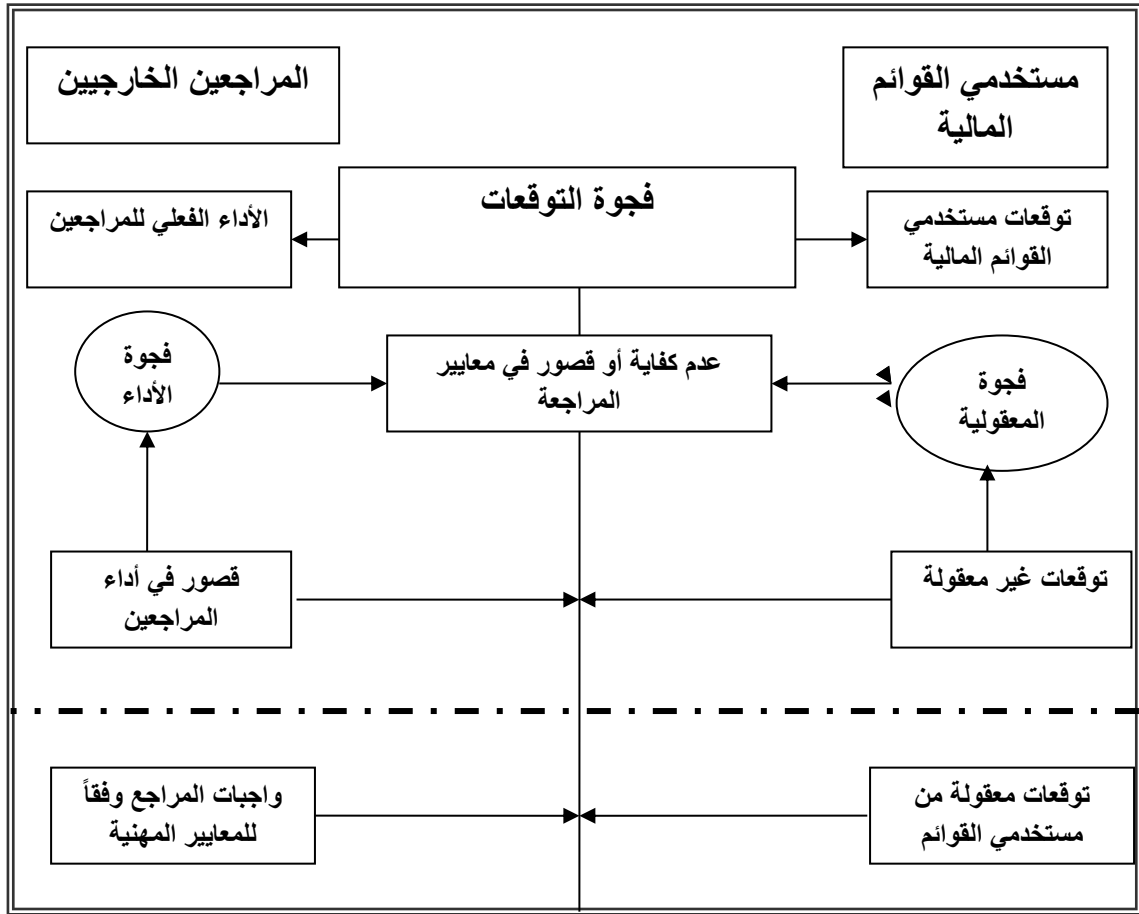 مستخدمي القوائم
المالية
المراجعين الخارجيين
فجوة التوقعات
توقعات مستخدمي
القوائم المالية
الأداء الفعلي للمراجعين
فجوة
المعقولية
عدم كفاية أو قصور في معايير
المراجعة
فجوة
الأداء
توقعات غير معقولة
قصور في أداء
المراجعين
توقعات معقولة من
مستخدمي القوائم
واجبات المراجع وفقاً
للمعايير المهنية